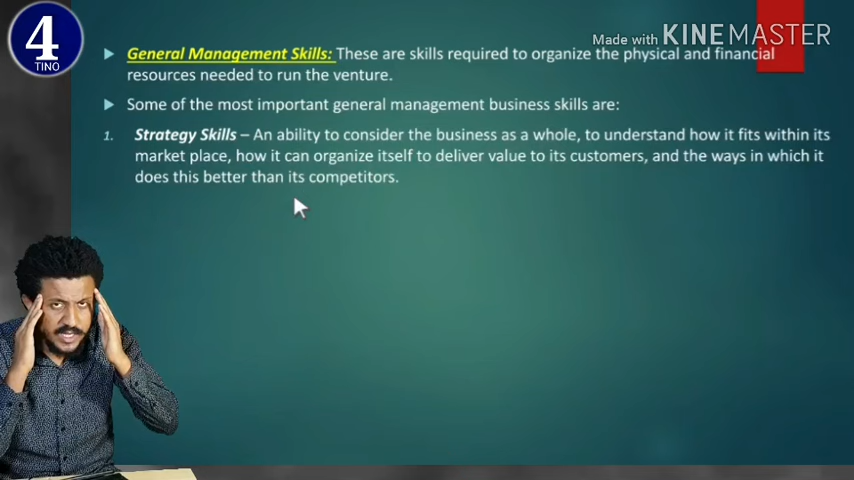 4
TINO
Made with KINEMASTER
General Management Skills: These are skills required to organize the physical and financial
resources needed to run the venture.
Some of the most important general management business skills are:
1. Strategy Skills – An ability to consider the business as a whole, to understand how it fits within its
market place, how it can organize itself to deliver value to its customers, and the ways in which it
does this better than its competitors.